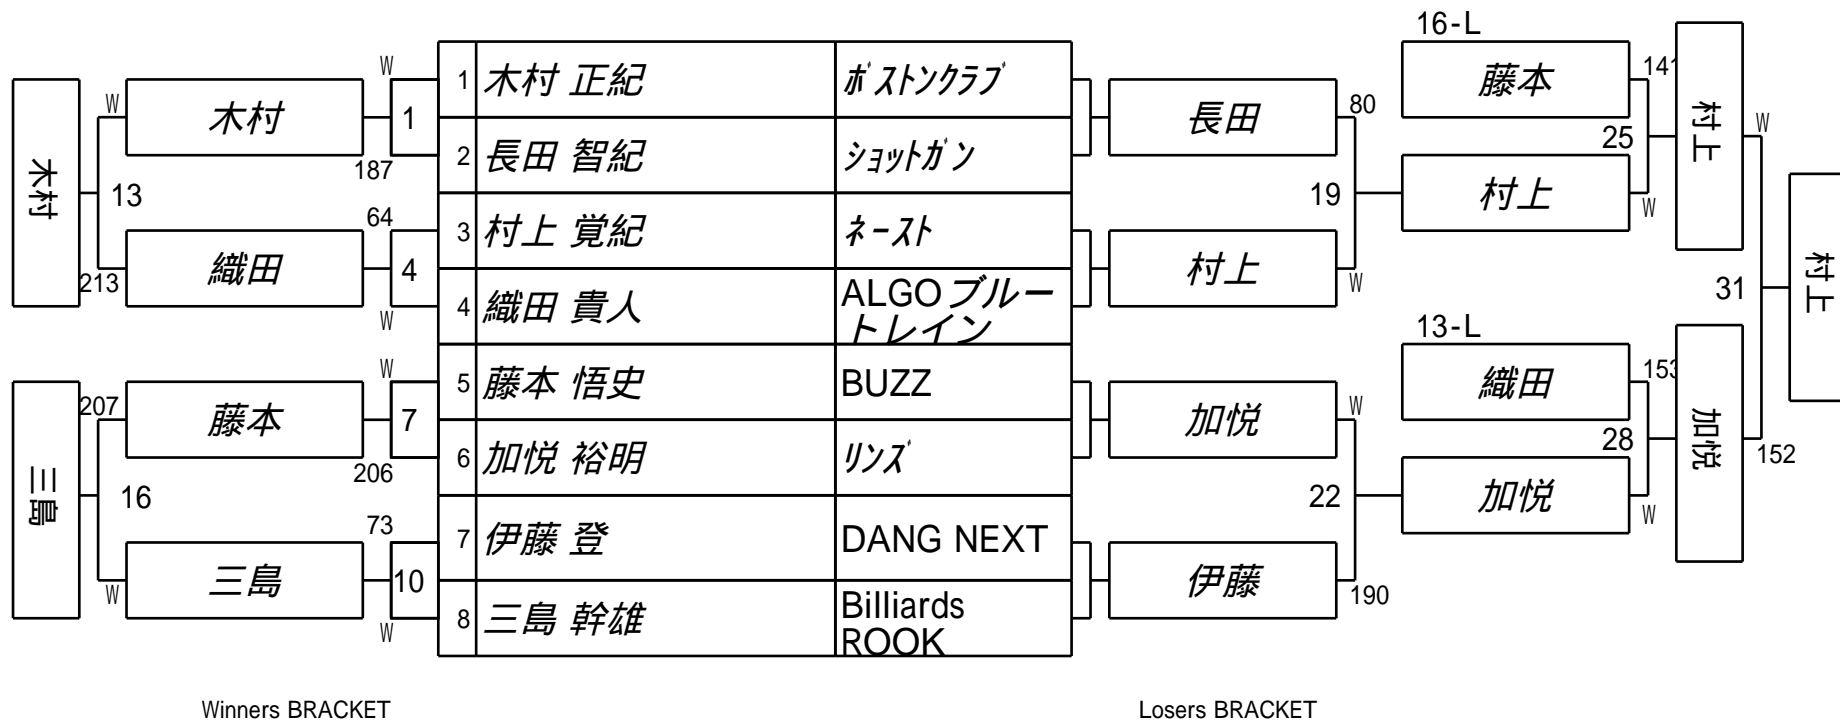 16-L
W
1 木村 正紀 ボストンクラブ
藤本
141
W
木村
1
長田
80
村上
W
25
2 長田 智紀 ショットガン
187
木村
13
19
村上
W
64
3 村上 覚紀 ネースト
織田
4
村上
213
W
村上
31
4 織田 貴人 ALGOブルー
トレイン
W
13-L
W
5 藤本 悟史 BUZZ
織田
153
207
藤本
7
加悦
W
加悦
28
152
6 加悦 裕明 リンズ
206
三島
16
22
加悦
W
73
7 伊藤 登 DANG NEXT
三島
10
伊藤
190
W
8 三島 幹雄 Billiards
ROOK
W
Winners BRACKET
Losers BRACKET